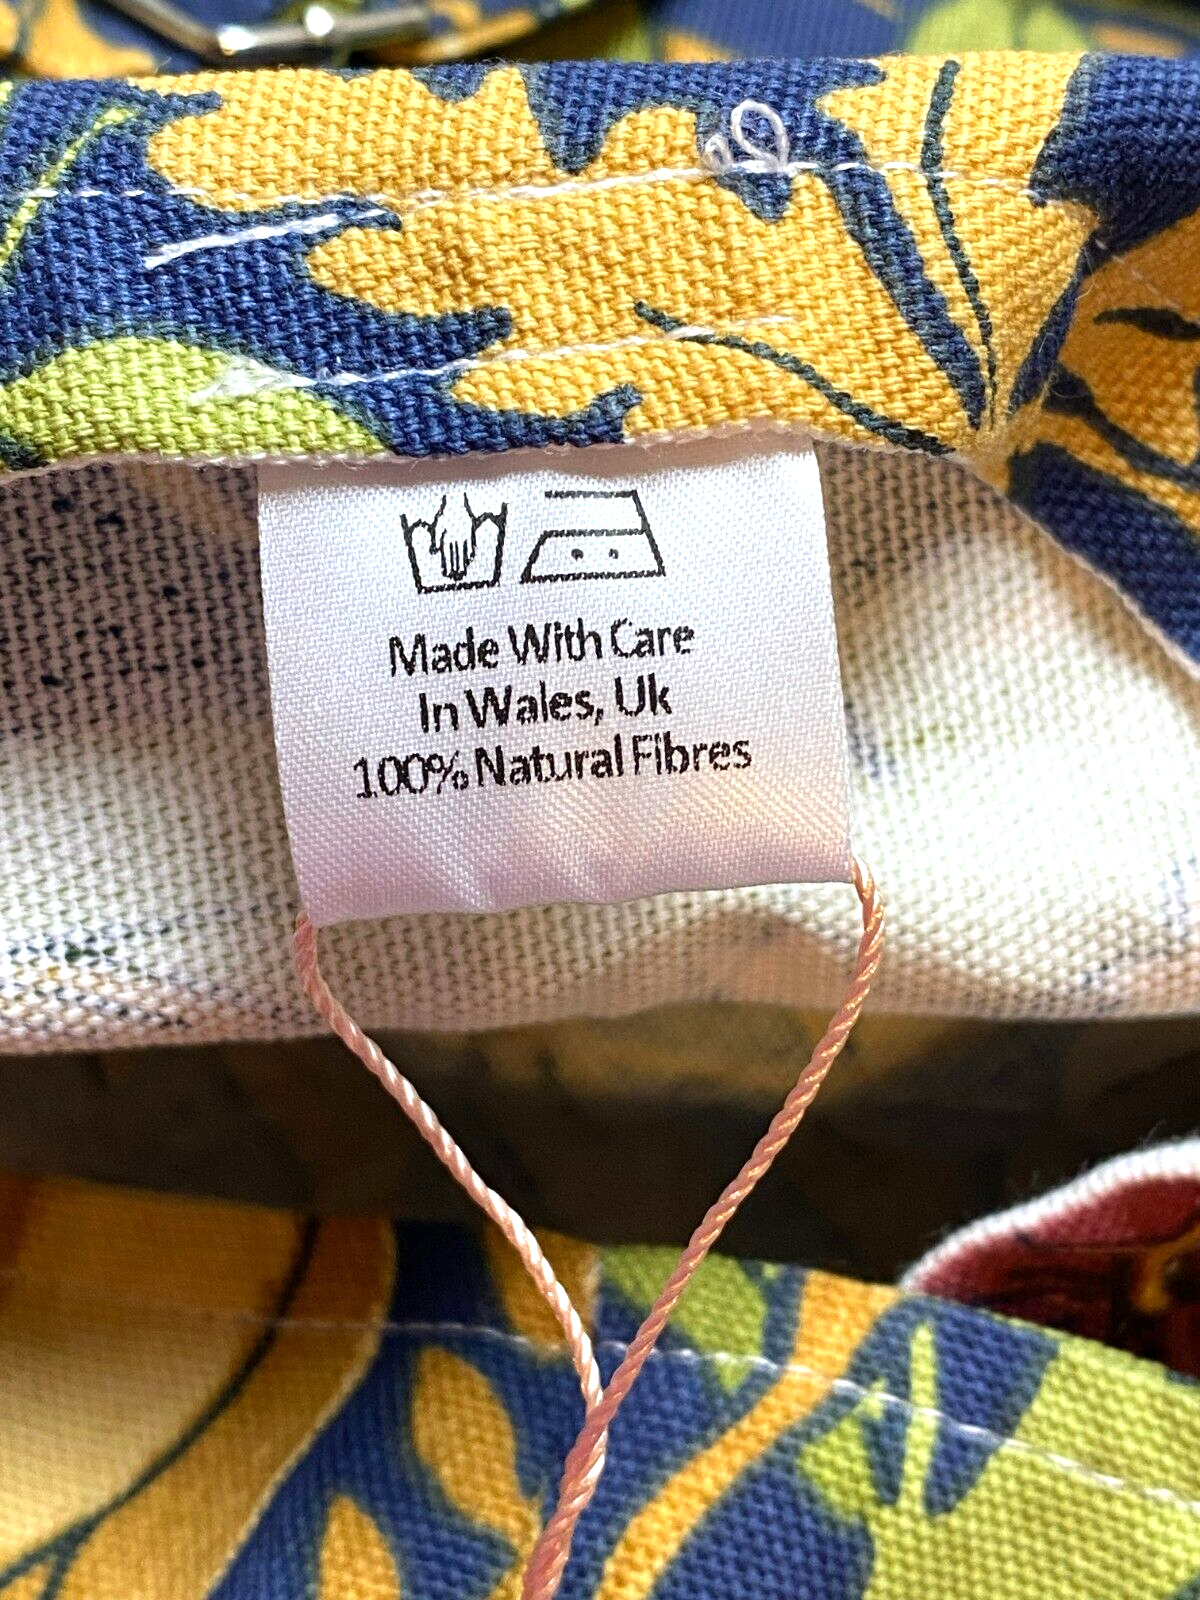 Made With Care
In Wales, Uk
100% Natural Fibres